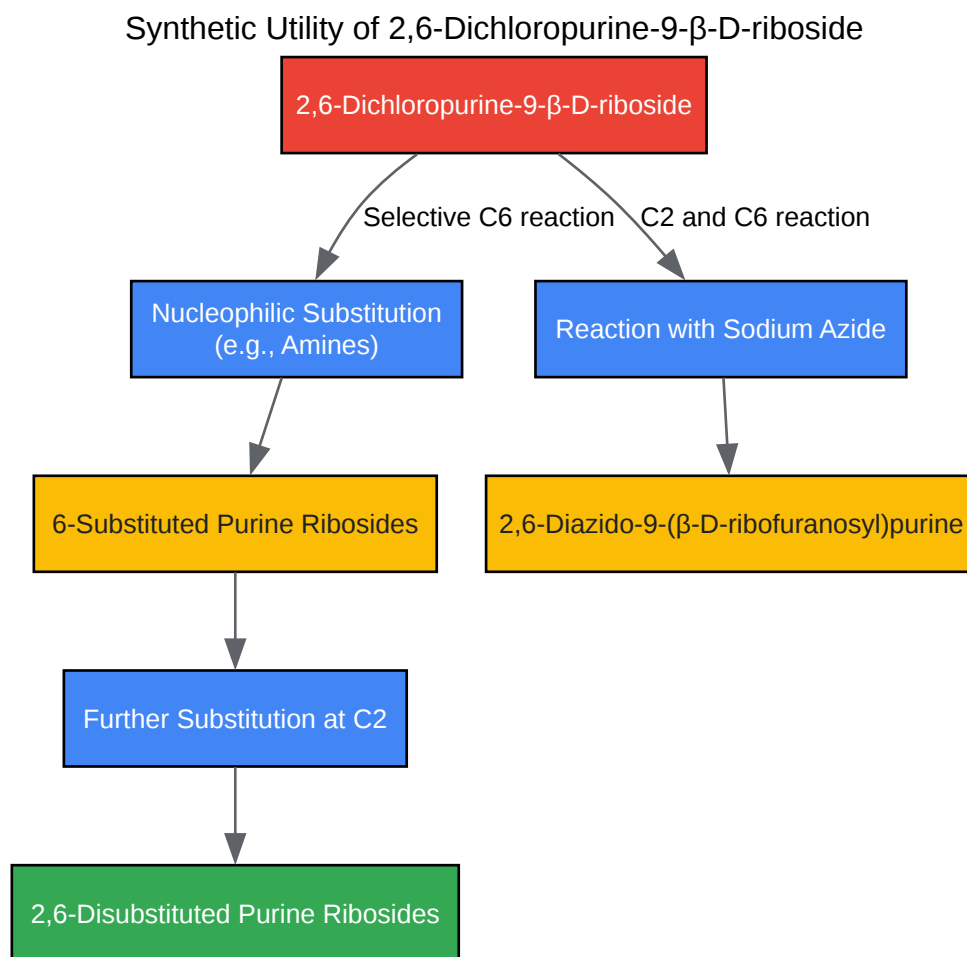 Synthetic Utility of 2,6-Dichloropurine-9-β-D-riboside
2,6-Dichloropurine-9-β-D-riboside
Selective C6 reaction
C2 and C6 reaction
Nucleophilic Substitution
(e.g., Amines)
Reaction with Sodium Azide
6-Substituted Purine Ribosides
2,6-Diazido-9-(β-D-ribofuranosyl)purine
Further Substitution at C2
2,6-Disubstituted Purine Ribosides